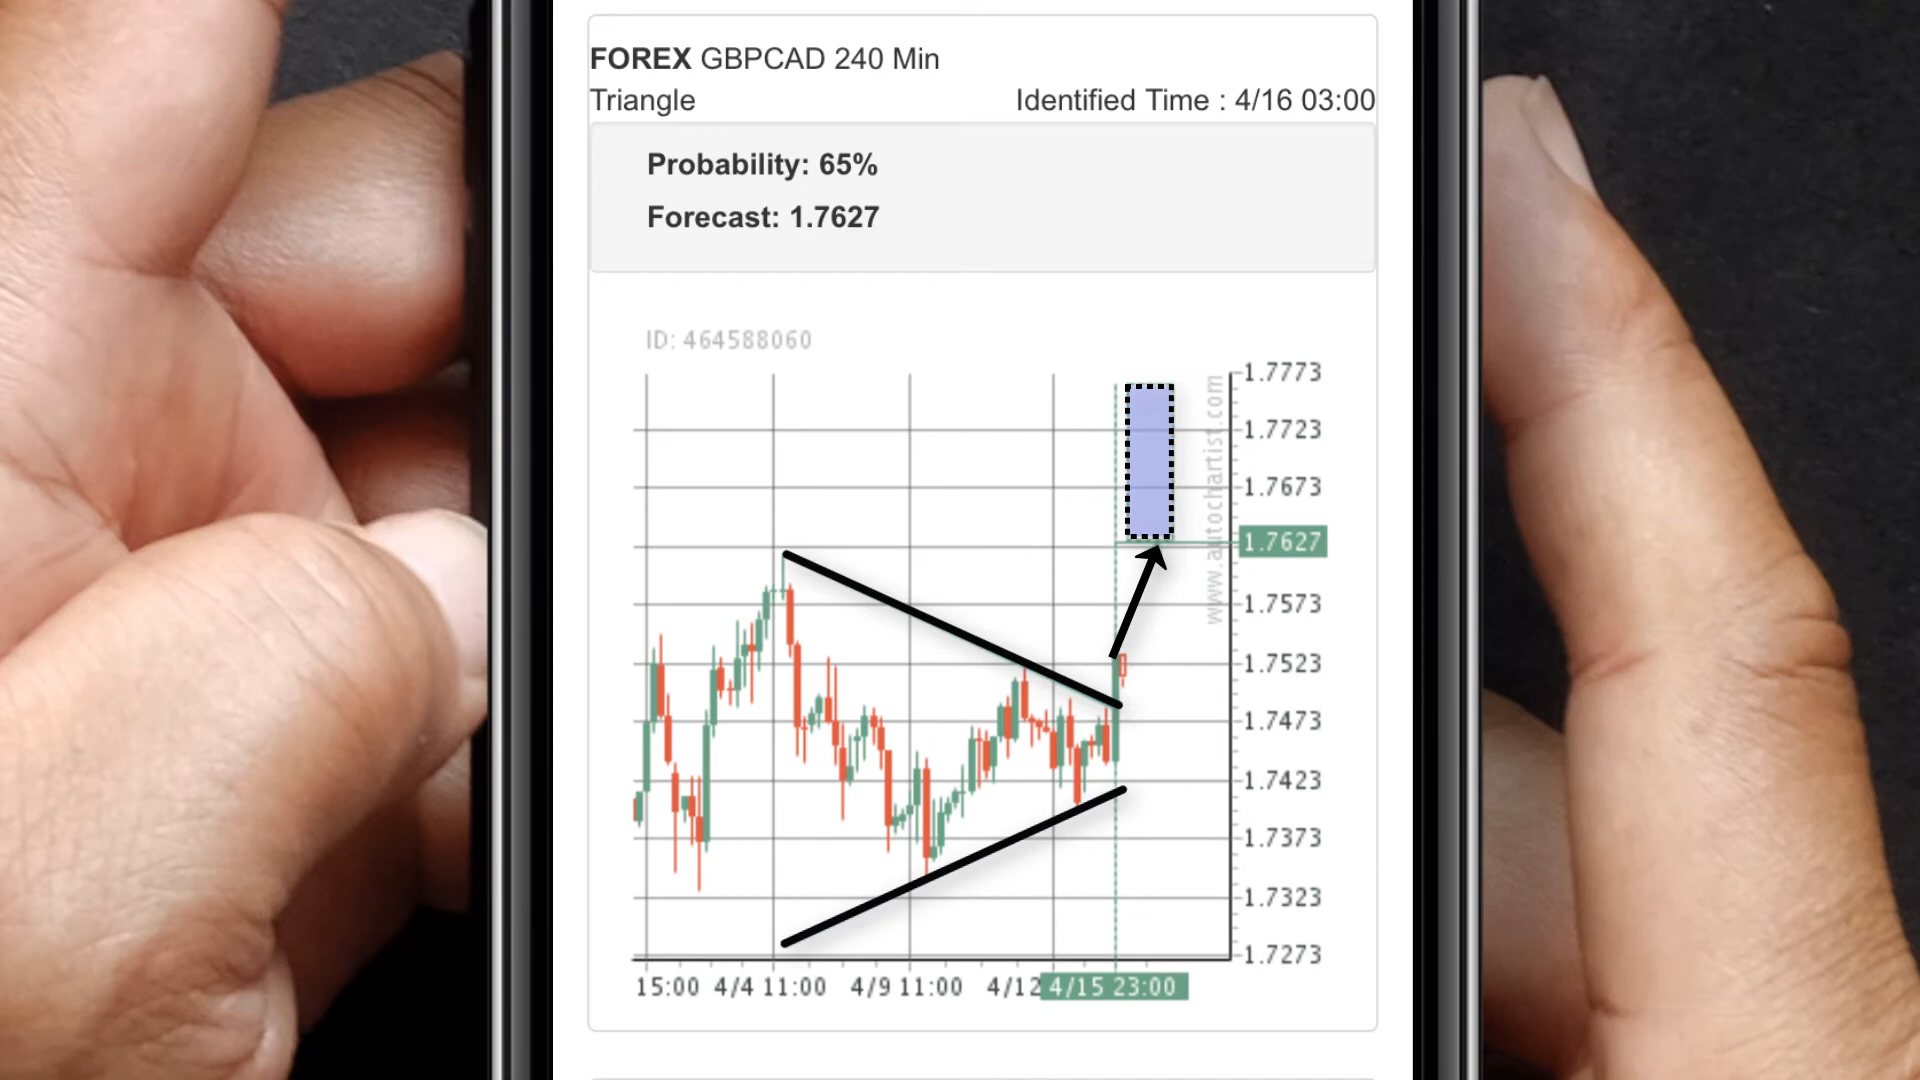 FOREX GBPCAD 240 Min
Triangle
Identified Time : 4/16 03:00
Probability: 65%
Forecast: 1.7627
ID: 464588060
1.7773
1.7723
1.7673
1.7627
1.7573
1.7523
1.7473
1.7423
1.7373
1.7323
1.7273
www.autochartist.com
15:00 4/4 11:00 4/9 11:00 4/12 4/15 23:00